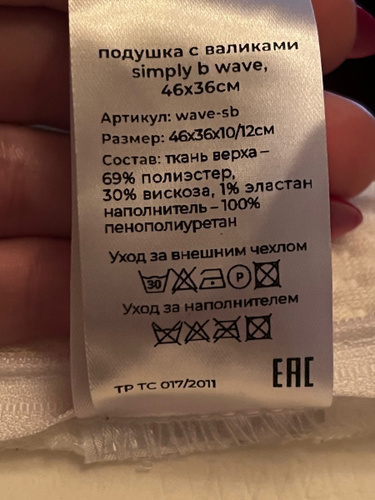 подушка с валиками
simply b wave,
46х36см
Артикул: wave-sb
Размер: 46х36х10/12см
Состав: ткань верха –
69% полиэстер,
30% вискоза, 1% эластан
наполнитель – 100%
пенополиуретан
Уход за внешним чехлом
30 P
Уход за наполнителем
ТР ТС 017/2011 ЕАС